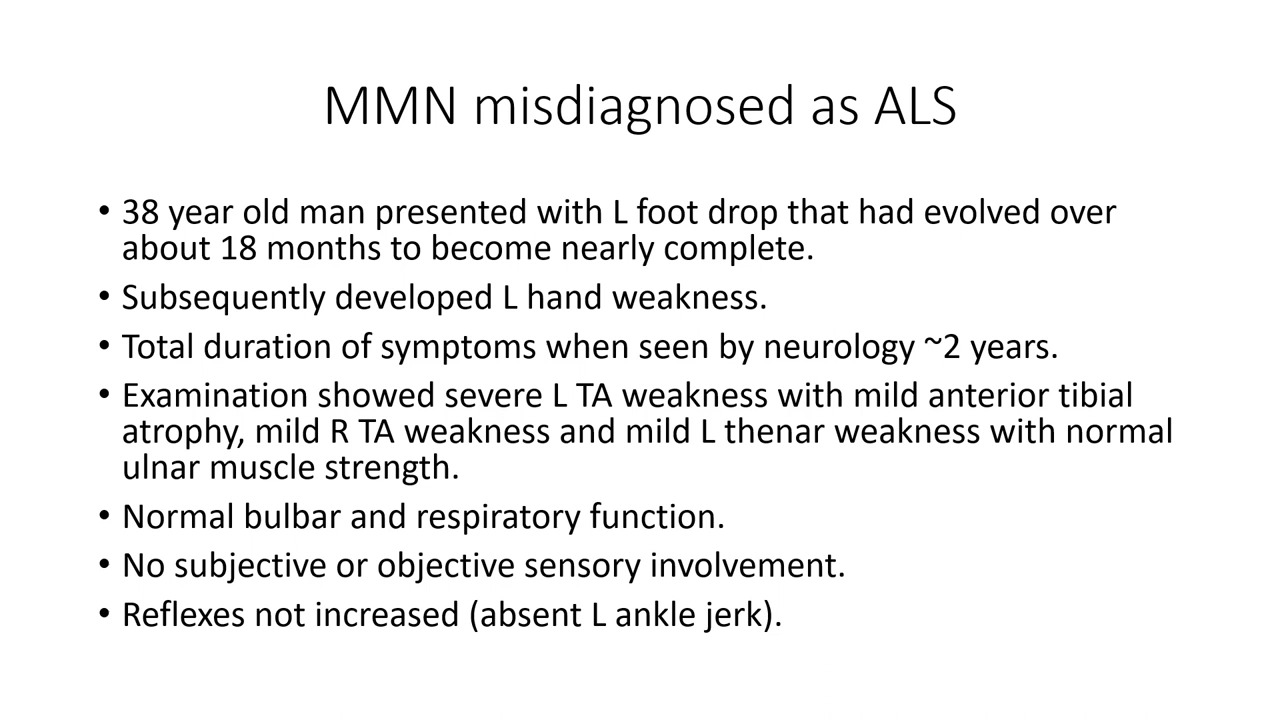 MMN misdiagnosed as ALS
• 38 year old man presented with L foot drop that had evolved over
about 18 months to become nearly complete.
• Subsequently developed L hand weakness.
• Total duration of symptoms when seen by neurology ~2 years.
• Examination showed severe L TA weakness with mild anterior tibial
atrophy, mild R TA weakness and mild L thenar weakness with normal
ulnar muscle strength.
• Normal bulbar and respiratory function.
• No subjective or objective sensory involvement.
• Reflexes not increased (absent L ankle jerk).